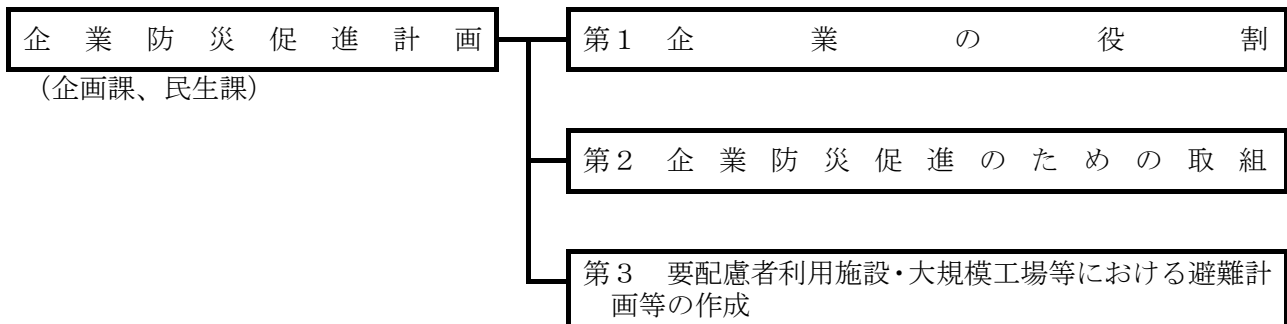 企業防災促進計画
(企画課、民生課)
第1 企業の役割
第2 企業防災促進のための取組
第3 要配慮者利用施設・大規模工場等における避難計
画等の作成